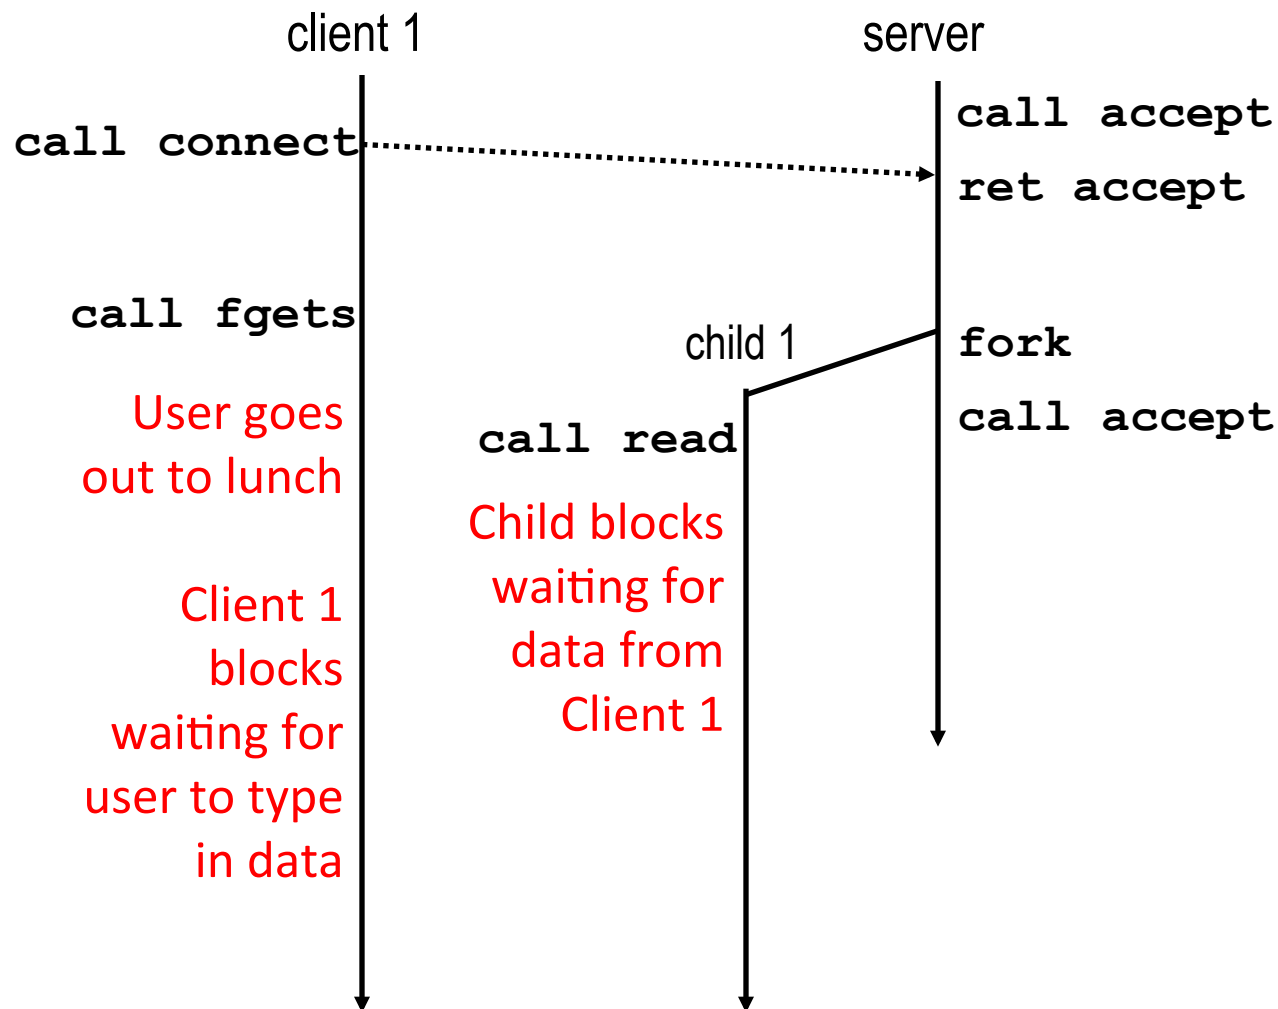 client 1
server
call connect
call accept
ret accept
call fgets
child 1
fork
call accept
call read
User goes
out to lunch
Client 1
blocks
waiting for
user to type
in data
Child blocks
waiting for
data from
Client 1